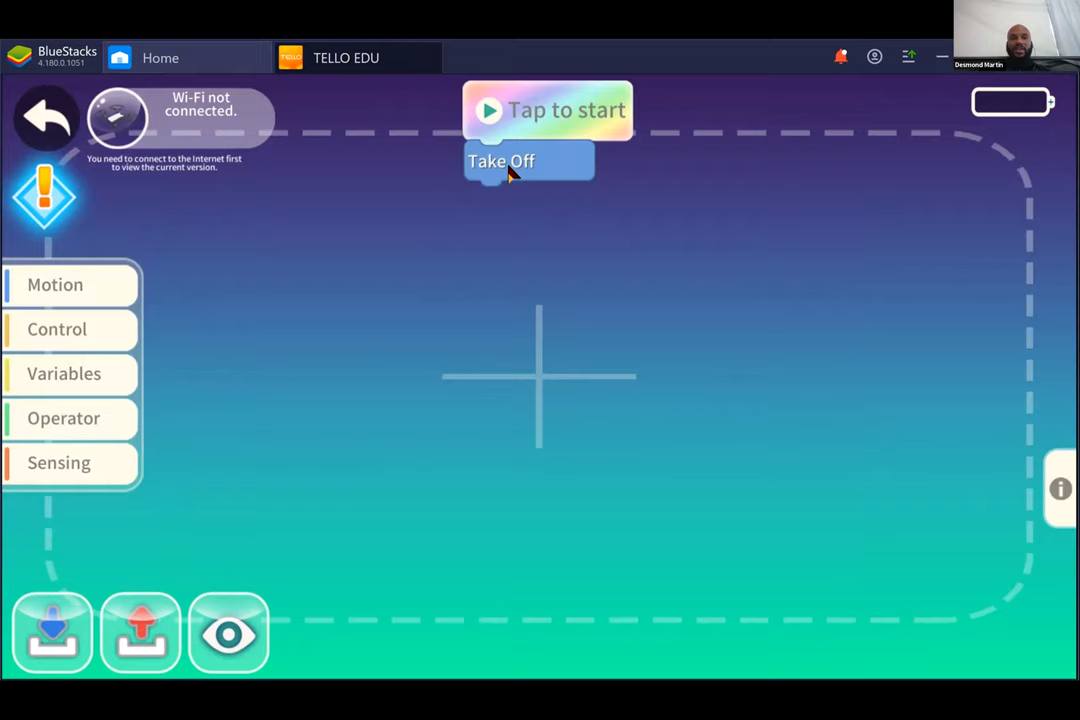 BlueStacks
4.180.0.1051
Home
TELLO
TELLO EDU
Desmond Martin
Wi-Fi not
connected.
You need to connect to the Internet first
to view the current version.
Tap to start
Take Off
Motion
Control
Variables
Operator
Sensing